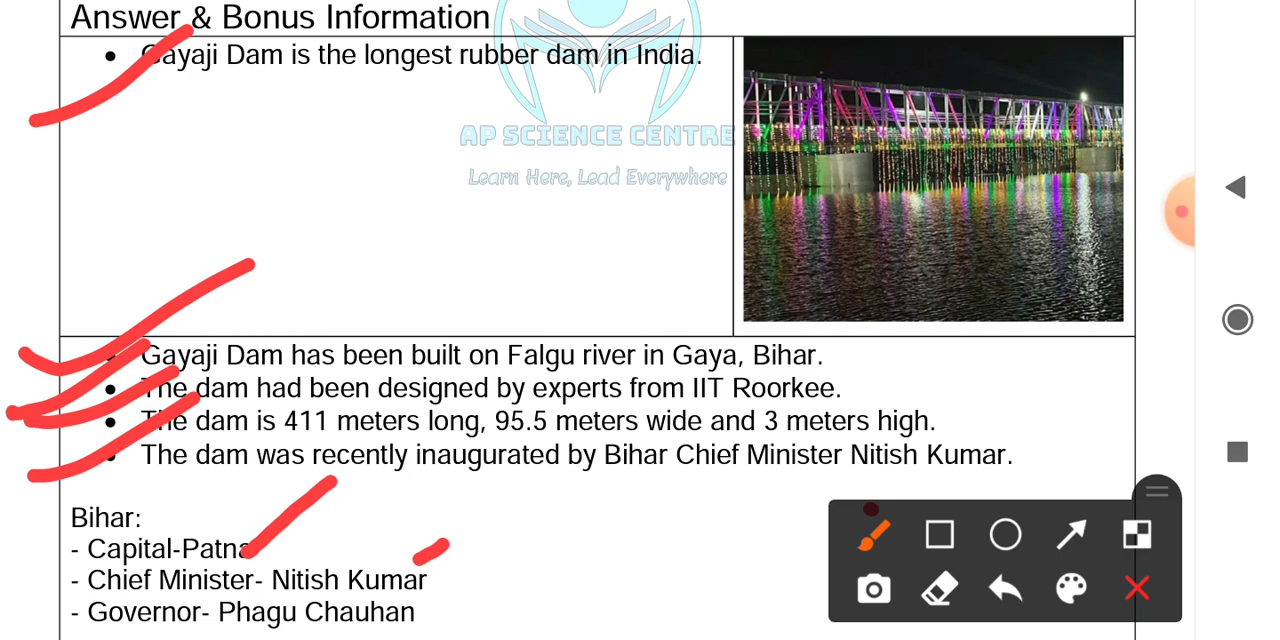 Answer & Bonus Information
• Gayaji Dam is the longest rubber dam in India.
AP SCIENCE CENTRE
Learn Here, Lead Everywhere
• Gayaji Dam has been built on Falgu river in Gaya, Bihar.
• The dam had been designed by experts from IIT Roorkee.
• The dam is 411 meters long, 95.5 meters wide and 3 meters high.
• The dam was recently inaugurated by Bihar Chief Minister Nitish Kumar.
Bihar:
- Capital-Patna
- Chief Minister- Nitish Kumar
- Governor- Phagu Chauhan